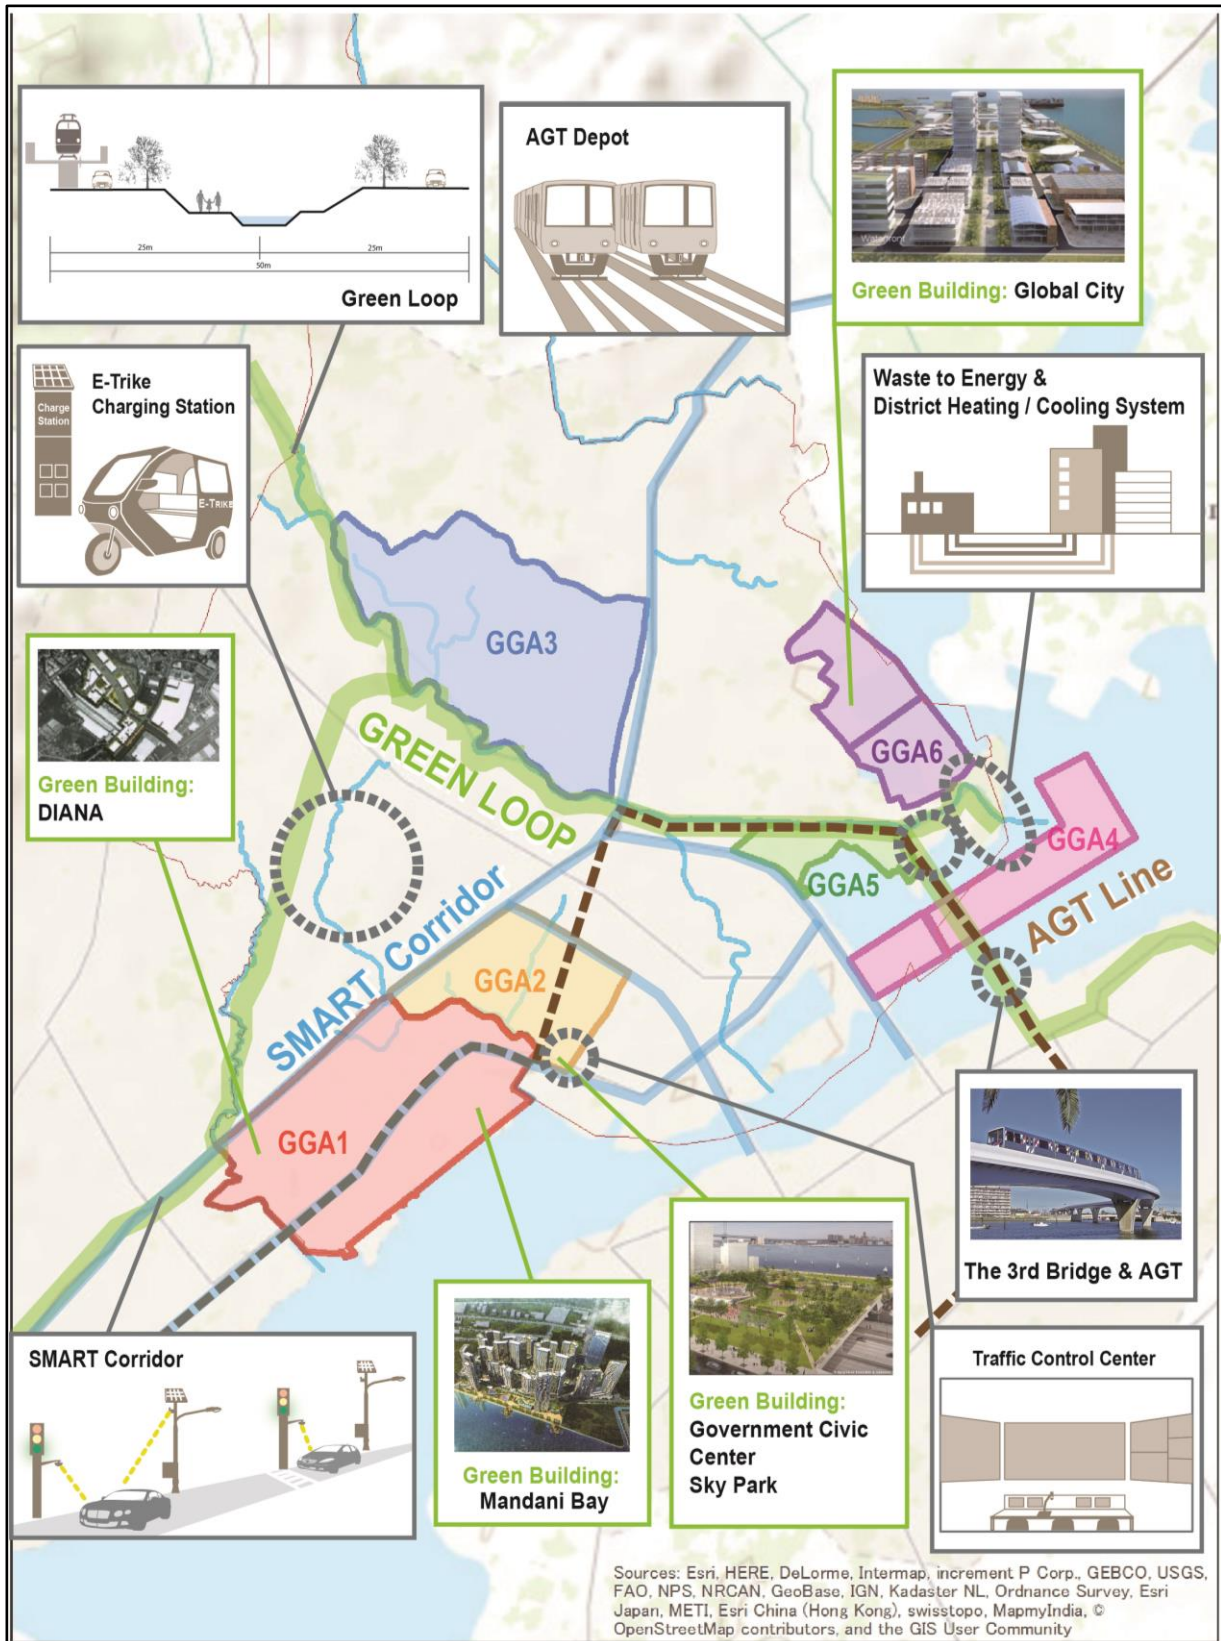 25m
25m
50m
Green Loop
AGT Depot
Waterfront
Green Building: Global City
E-Trike
Charging Station
Charge
Station
E-TRIKE
Waste to Energy &
District Heating / Cooling System
GGA3
GREEN LOOP
GGA6
Green Building:
DIANA
GGA4
GGA5
AGT Line
SMART Corridor
GGA2
GGA1
The 3rd Bridge & AGT
SMART Corridor
Green Building:
Mandani Bay
Green Building:
Government Civic
Center
Sky Park
Traffic Control Center
Sources: Esri, HERE, DeLorme, Intermap, increment P Corp., GEBCO, USGS,
FAO, NPS, NRCAN, GeoBase, IGN, Kadaster NL, Ordnance Survey, Esri
Japan, METI, Esri China (Hong Kong), swisstopo, MapmyIndia, ©
OpenStreetMap contributors, and the GIS User Community